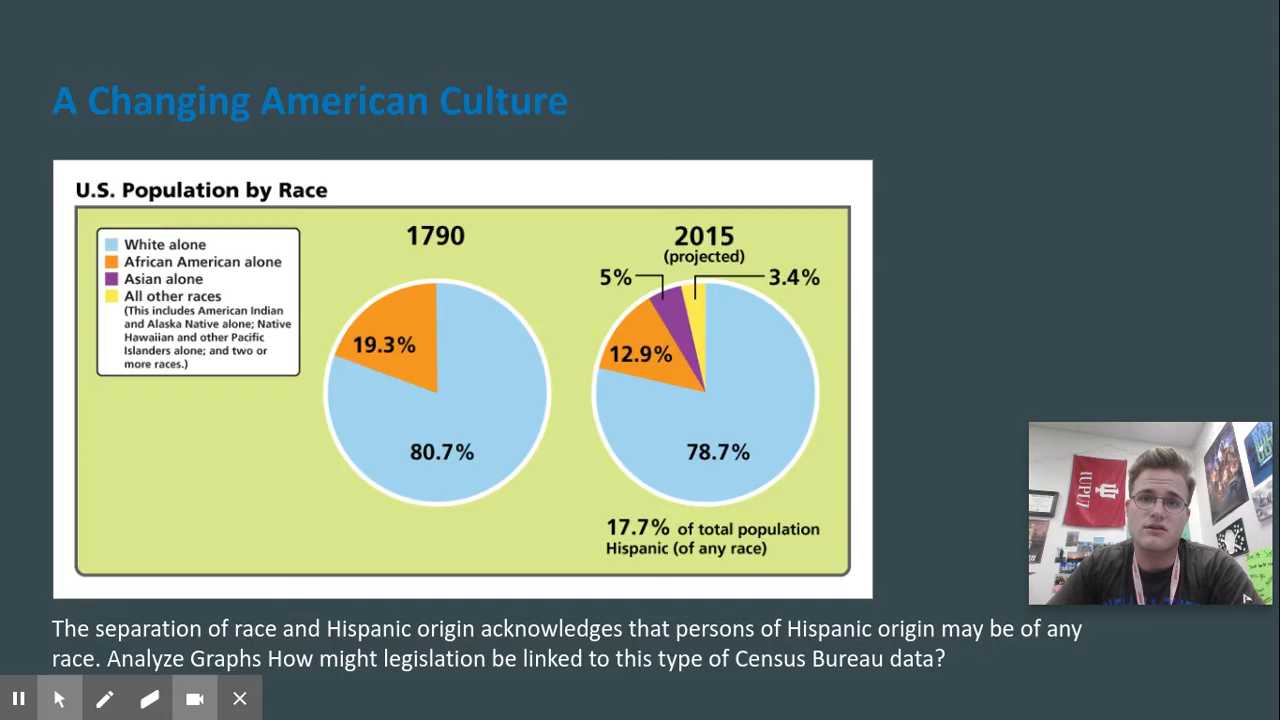 A Changing American Culture
U.S. Population by Race
White alone
African American alone
Asian alone
All other races
(This includes American Indian
and Alaska Native alone; Native
Hawaiian and other Pacific
Islanders alone; and two or
more races.)
1790
19.3%
80.7%
2015
(projected)
5%
3.4%
12.9%
78.7%
17.7% of total population
Hispanic (of any race)
IUPUI
The separation of race and Hispanic origin acknowledges that persons of Hispanic origin may be of any
race. Analyze Graphs How might legislation be linked to this type of Census Bureau data?